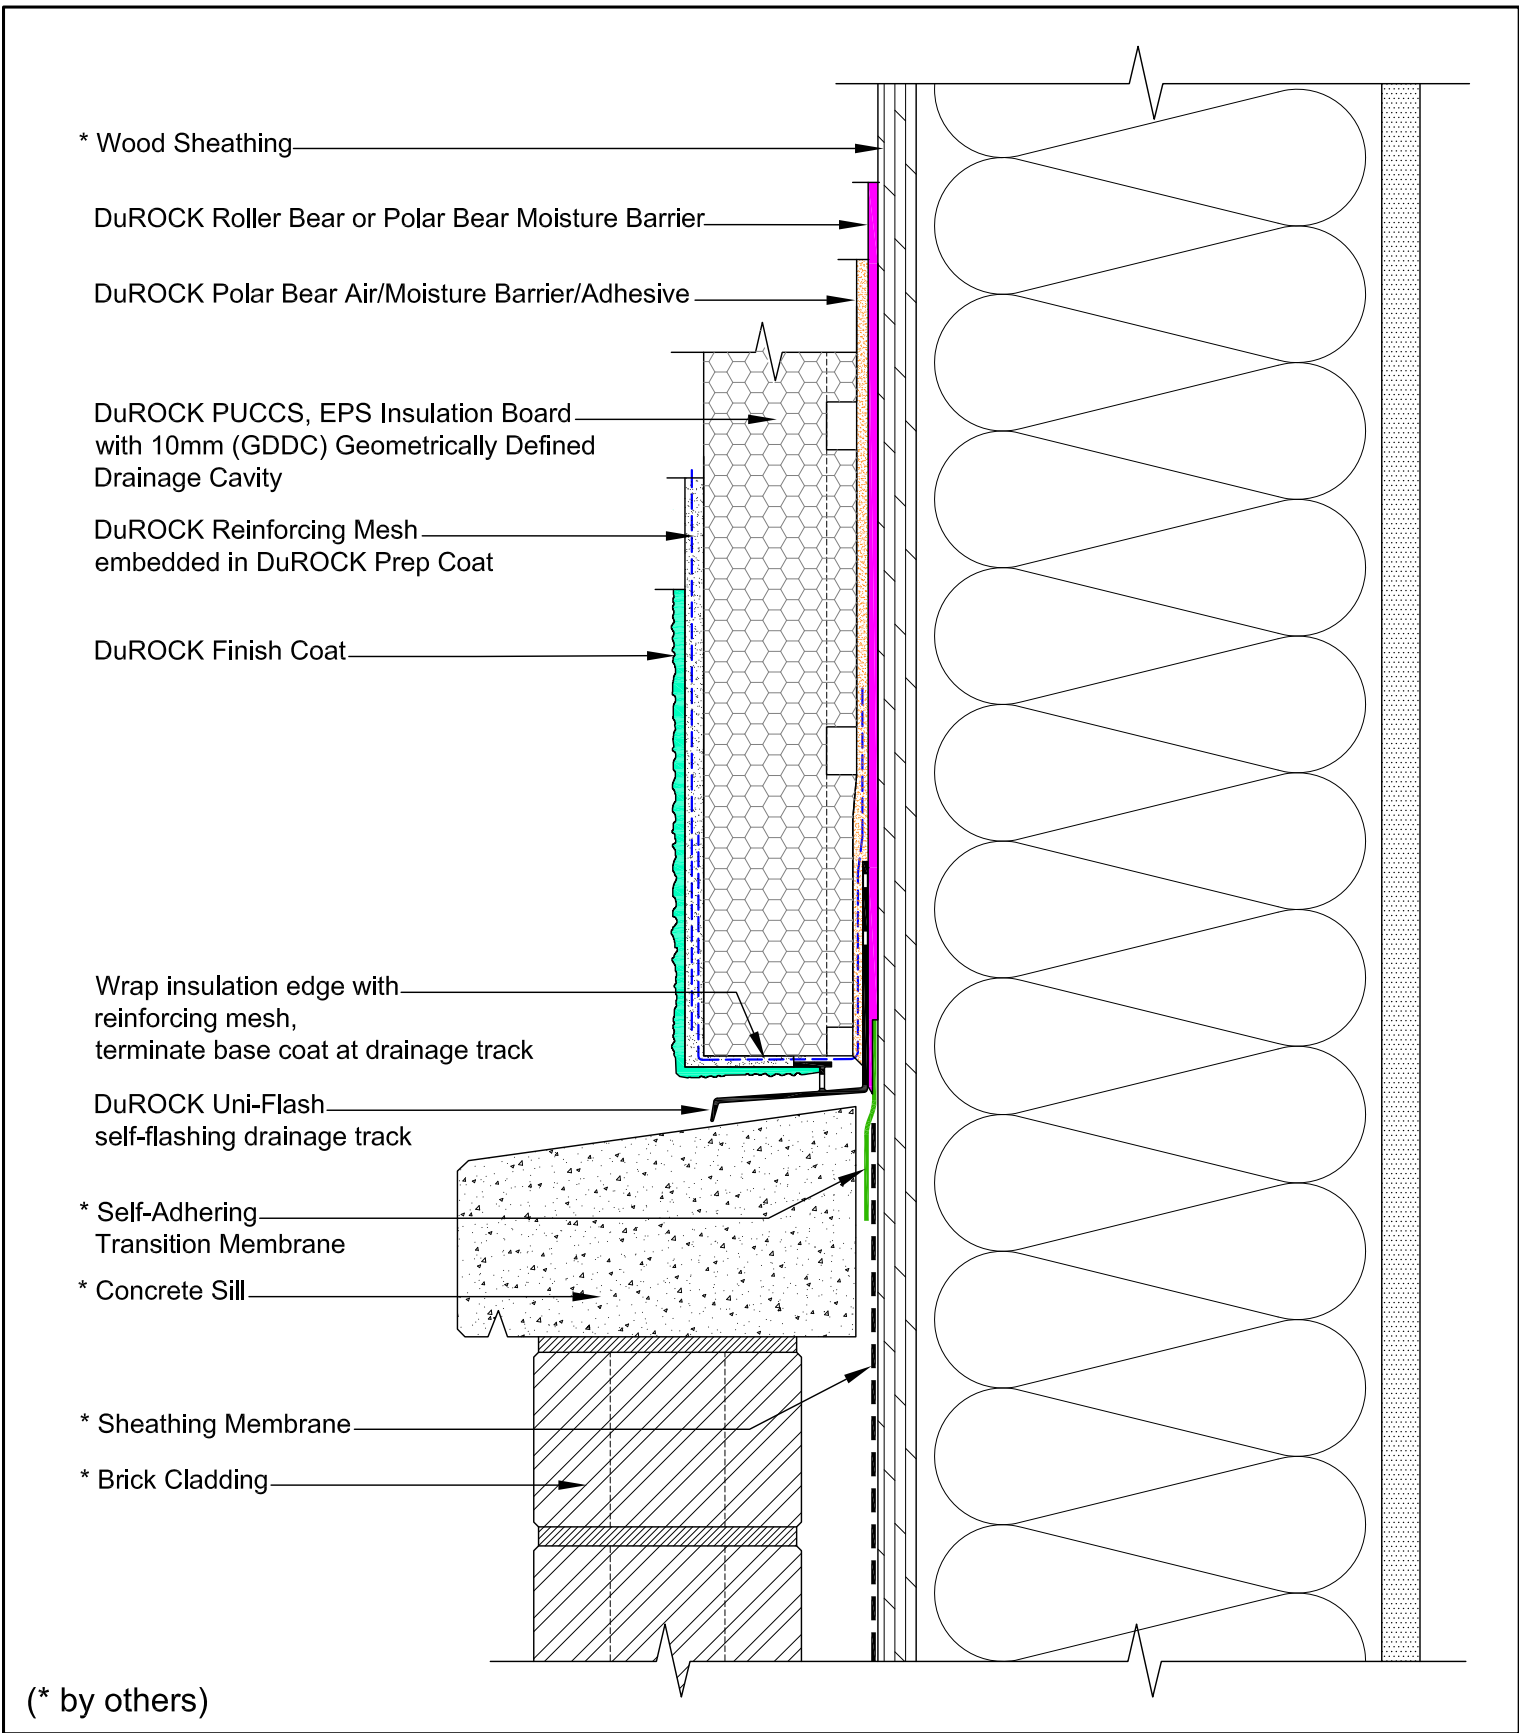 * Wood Sheathing
DuROCK Roller Bear or Polar Bear Moisture Barrier
DuROCK Polar Bear Air/Moisture Barrier/Adhesive
DuROCK PUCCS, EPS Insulation Board
with 10mm (GDDC) Geometrically Defined
Drainage Cavity
DuROCK Reinforcing Mesh
embedded in DuROCK Prep Coat
DuROCK Finish Coat
Wrap insulation edge with
reinforcing mesh,
terminate base coat at drainage track
DuROCK Uni-Flash
self-flashing drainage track
* Self-Adhering
Transition Membrane
* Concrete Sill
* Sheathing Membrane
* Brick Cladding
(* by others)